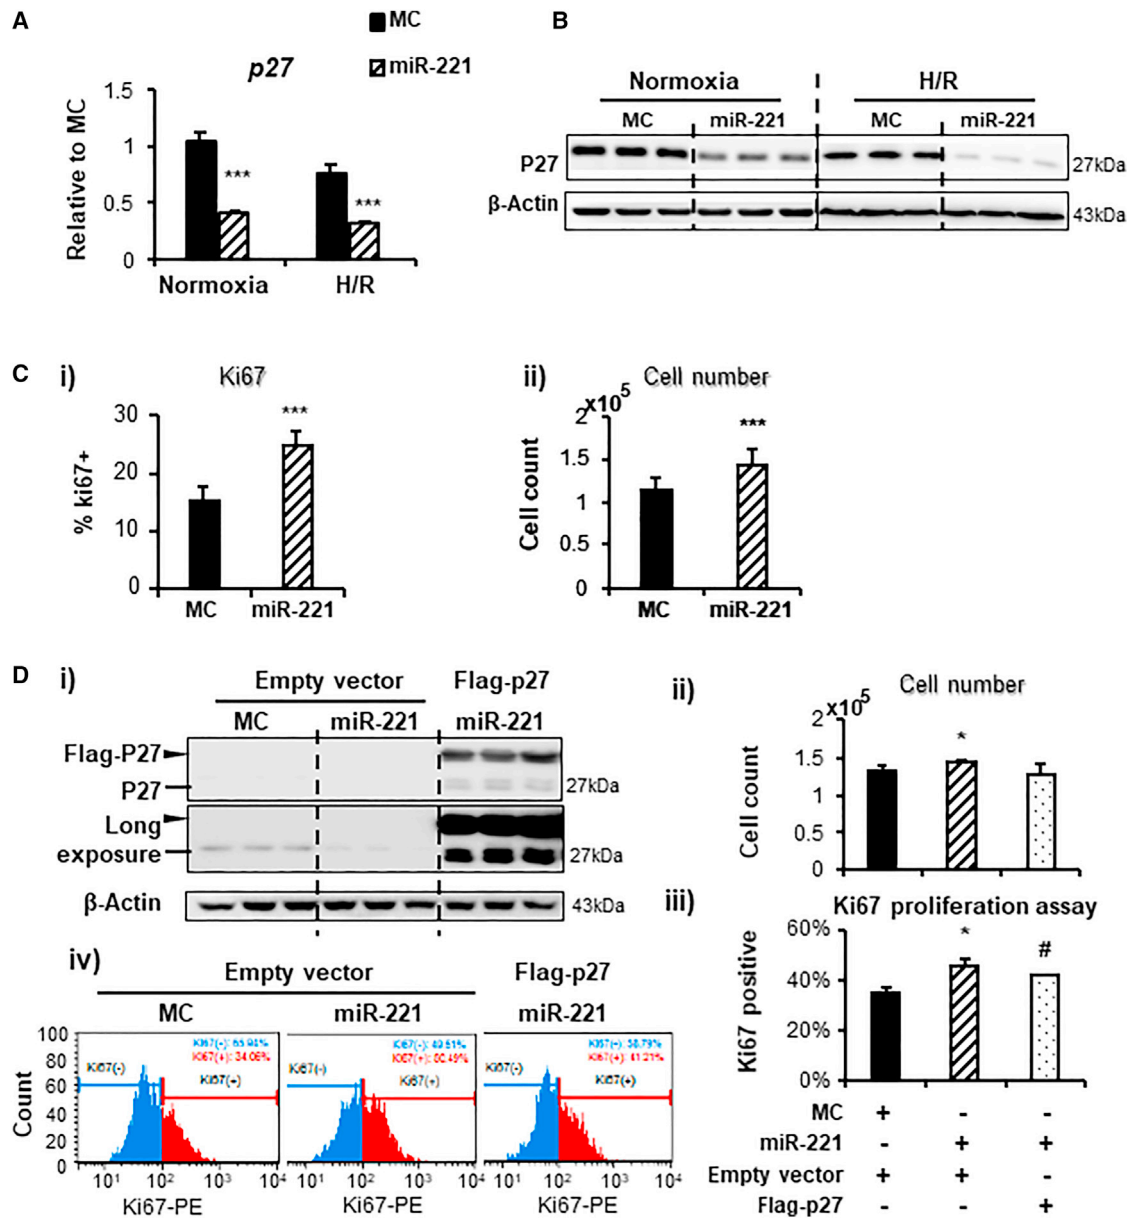 A
MC
miR-221
p27
Relative to MC
1.5
1
0.5
0
***
***
Normoxia
H/R
B
Normoxia
H/R
MC
miR-221
MC
miR-221
P27
27kDa
β-Actin
43kDa
C
i)
Ki67
% ki67+
30
20
10
0
***
MC
miR-221
ii)
Cell number
x10⁵
Cell count
2
1.5
1
0.5
0
***
MC
miR-221
D
i)
Empty vector
Flag-p27
MC
miR-221
miR-221
Flag-P27
P27
27kDa
Long
exposure
27kDa
β-Actin
43kDa
ii)
Cell number
x10⁵
Cell count
2
1.5
1
0.5
0
*
iii)
Ki67 proliferation assay
Ki67 positive
60%
40%
20%
0%
*
#
MC + - -
miR-221 - + +
Empty vector + + -
Flag-p27 - - +
iv)
Empty vector
Flag-p27
MC
miR-221
miR-221
Count
100
80
60
40
20
0
Ki67(-)
Ki67(+): 34.06%
Ki67(-)
Ki67(+)
Ki67(-)
Ki67(+): 41.21%
Ki67(+)
10¹ 10² 10³ 10⁴
10¹ 10² 10³ 10⁴
10¹ 10² 10³ 10⁴
Ki67-PE
Ki67-PE
Ki67-PE